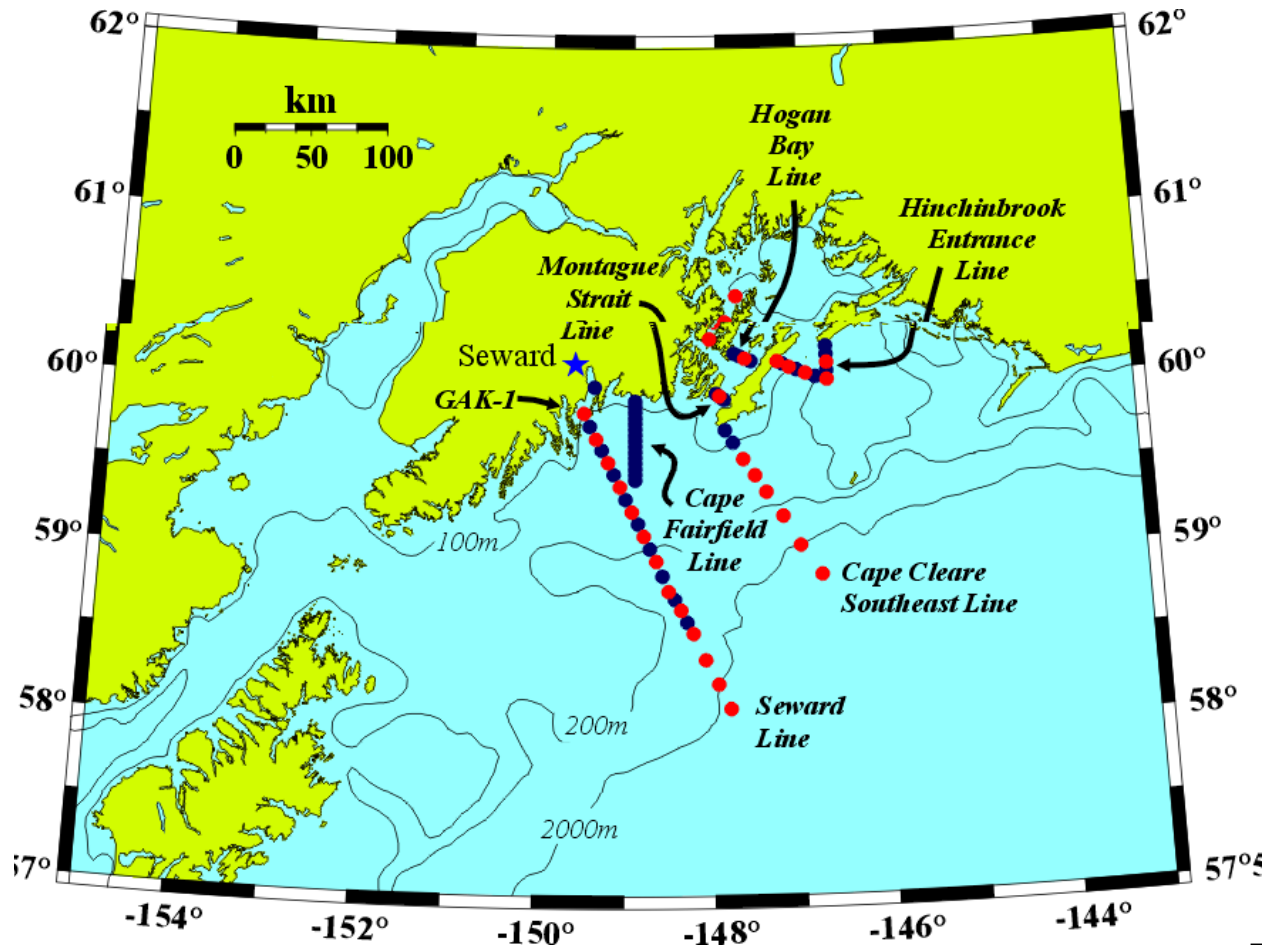 62°
62°
km
0 50 100
Hogan
Bay
Line
61°
61°
Hinchinbrook
Entrance
Line
Montague
Strait
Line
60°
Seward
60°
GAK-1
Cape
Fairfield
Line
59°
59°
100m
Cape Cleare
Southeast Line
58°
58°
Seward
Line
200m
2000m
57°
57°5
-154°
-152°
-150°
-148°
-146°
-144°